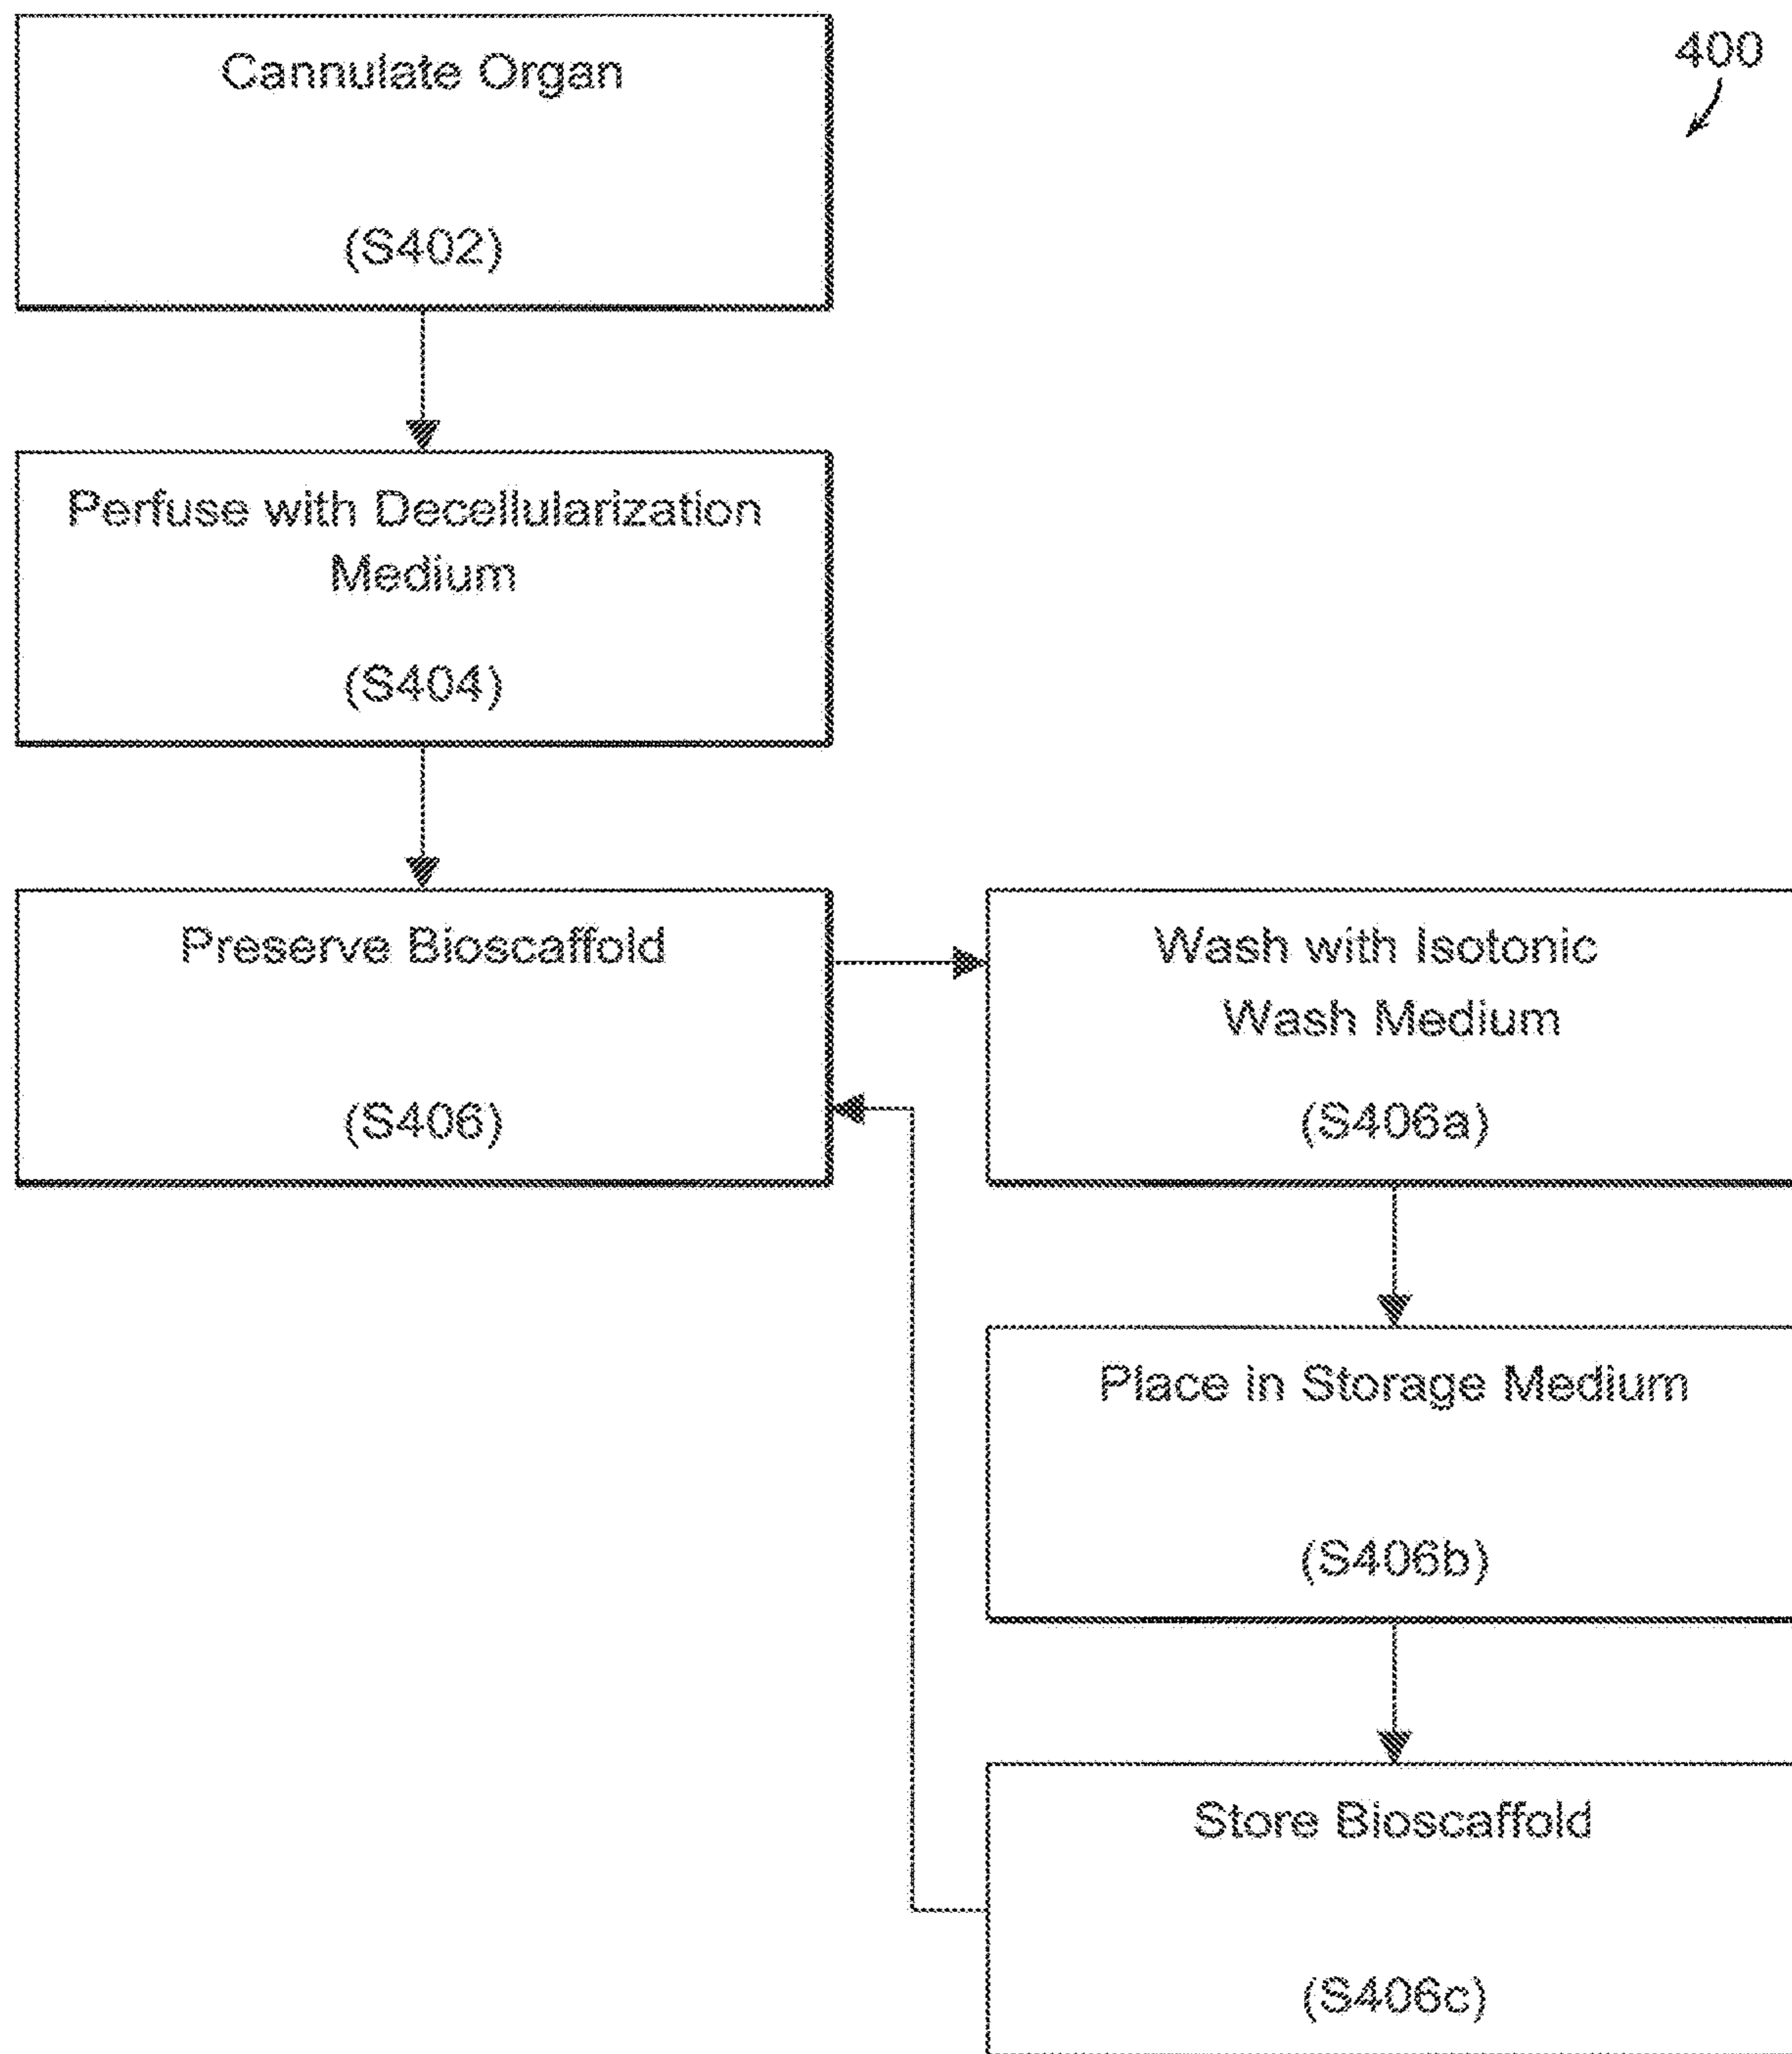 400
Cannulate Organ
(S402)
Perfuse with Decellularization
Medium
(S404)
Preserve Bioscaffold
(S406)
Wash with Isotonic
Wash Medium
(S406a)
Place in Storage Medium
(S406b)
Store Bioscaffold
(S406c)